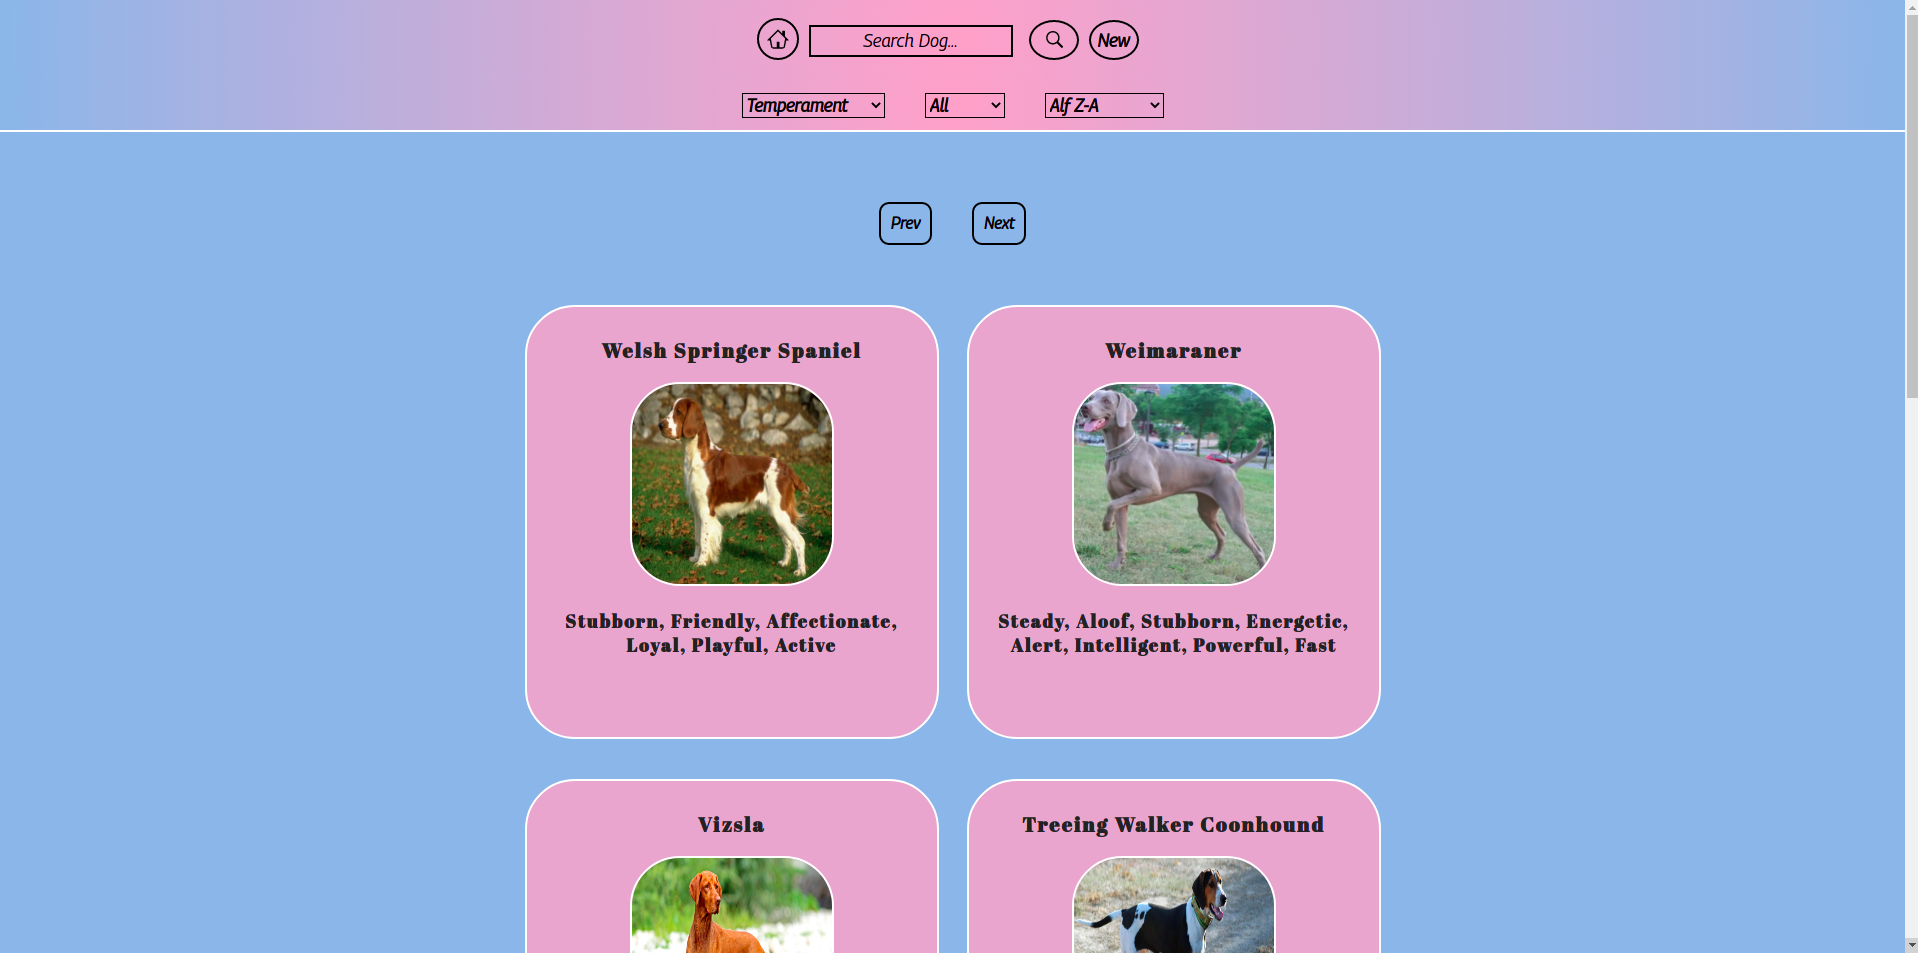 Search Dog...
New
Temperament
All
Alf Z-A
Prev
Next
Welsh Springer Spaniel
Weimaraner
Stubborn, Friendly, Affectionate,
Loyal, Playful, Active
Steady, Aloof, Stubborn, Energetic,
Alert, Intelligent, Powerful, Fast
Vizsla
Treeing Walker Coonhound